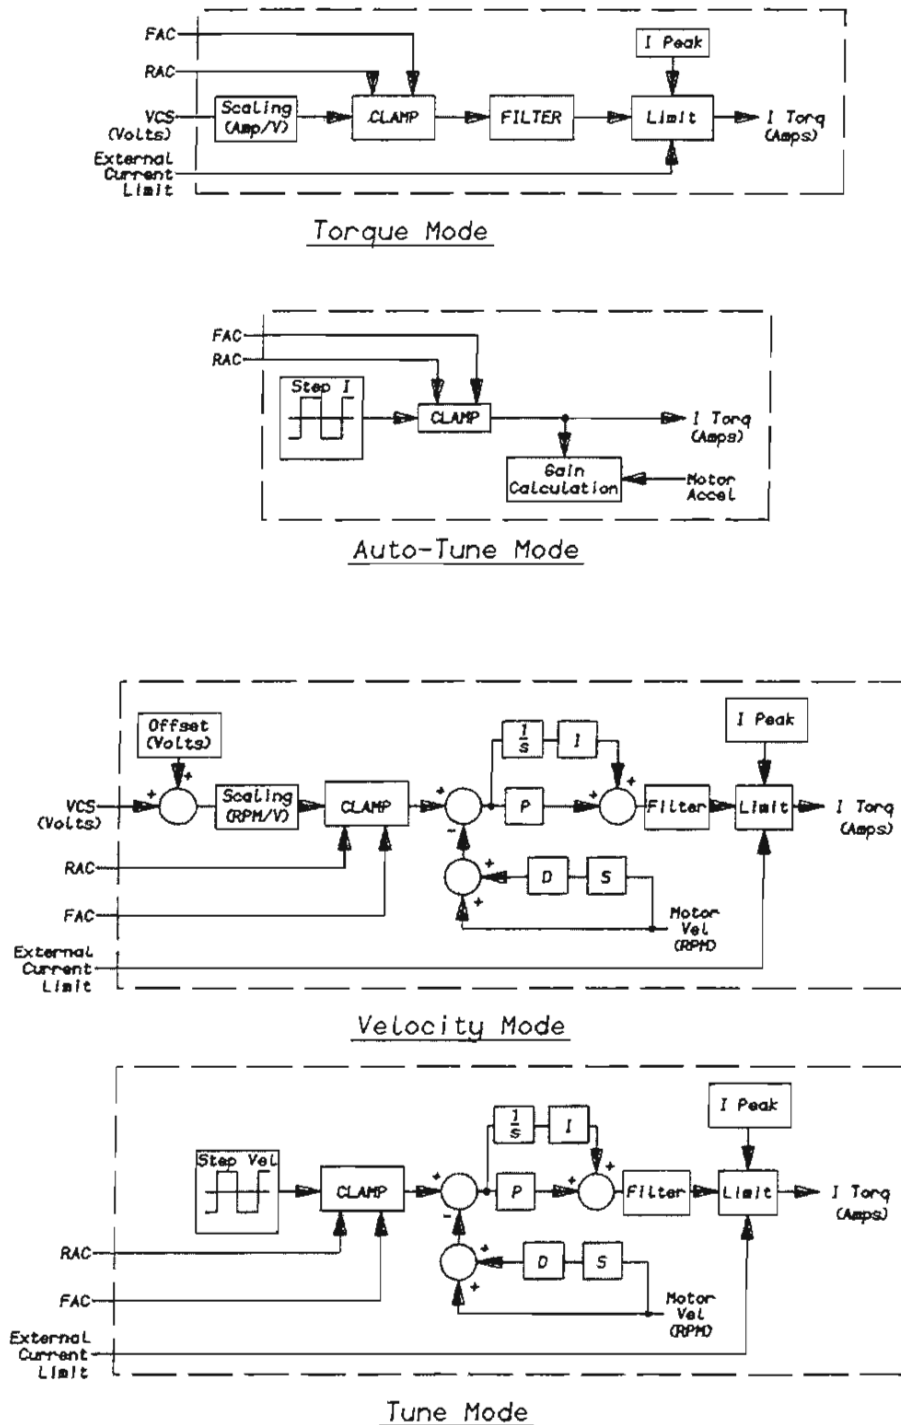 FAC
I Peak
RAC
VCS
(Volts)
Scaling
(Amp/V)
CLAMP
FILTER
Limit
I Torq
(Amps)
External
Current
Limit
Torque Mode
FAC
RAC
Step I
CLAMP
I Torq
(Amps)
Gain
Calculation
Motor
Accel
Auto-Tune Mode
Offset
(Volts)
1/s
I
I Peak
+
+
VCS
(Volts)
Scaling
(RPM/V)
CLAMP
+
-
P
+
+
Filter
Limit
I Torq
(Amps)
RAC
+
+
D
S
FAC
Motor
Vel
(RPM)
External
Current
Limit
Velocity Mode
1/s
I
I Peak
Step Vel
CLAMP
+
-
P
+
+
Filter
Limit
I Torq
(Amps)
RAC
+
+
D
S
FAC
Motor
Vel
(RPM)
External
Current
Limit
Tune Mode